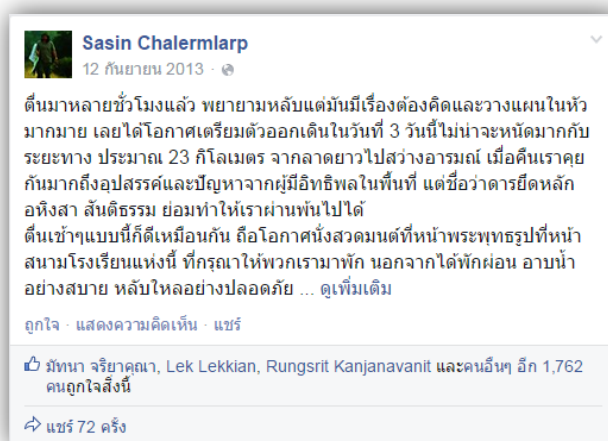 Sasin Chalermlarp
12 กันยายน 2013 ·
ตื่นมาหลายชั่วโมงแล้ว พยายามหลับแต่มันมีเรื่องต้องคิดและวางแผนในหัว
มากมาย เลยได้โอกาศเตรียมตัวออกเดินในวันที่ 3 วันนี้ไม่น่าจะหนัดมากกับ
ระยะทาง ประมาณ 23 กิโลเมตร จากลาดยาวไปสว่างอารมณ์ เมื่อคืนเราคุย
กันมากถึงอุปสรรค์และปัญหาจากผู้มีอิทธิพลในพื้นที่ แต่ชื่อว่าดารยึดหลัก
อหิงสา สันติธรรม ย่อมทำให้เราผ่านพ้นไปได้
ตื่นเช้าๆแบบนี้ก็ดีเหมือนกัน ถือโอกาศนั่งสวดมนต์ที่หน้าพระพุทธรูปที่หน้า
สนามโรงเรียนแห่งนี้ ที่กรุณาให้พวกเรามาพัก นอกจากได้พักผ่อน อาบน้ำ
อย่างสบาย หลับใหลอย่างปลอดภัย ... ดูเพิ่มเติม
ถูกใจ · แสดงความคิดเห็น · แชร์
มัทนา จริยาคุณา, Lek Lekkian, Rungsrit Kanjanavanit และคนอื่นๆ อีก 1,762
คนถูกใจสิ่งนี้
แชร์ 72 ครั้ง